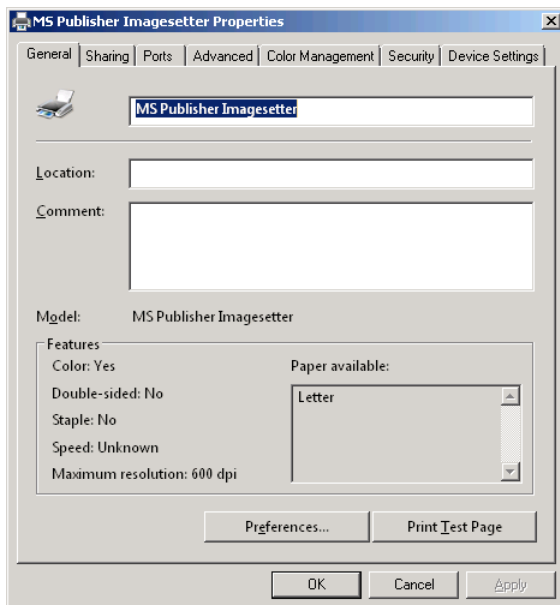 MS Publisher Imagesetter Properties
General Sharing Ports Advanced Color Management Security Device Settings
MS Publisher Imagesetter
Location:
Comment:
Model: MS Publisher Imagesetter
Features
Color: Yes Paper available:
Double-sided: No Letter
Staple: No
Speed: Unknown
Maximum resolution: 600 dpi
Preferences... Print Test Page
OK Cancel Apply